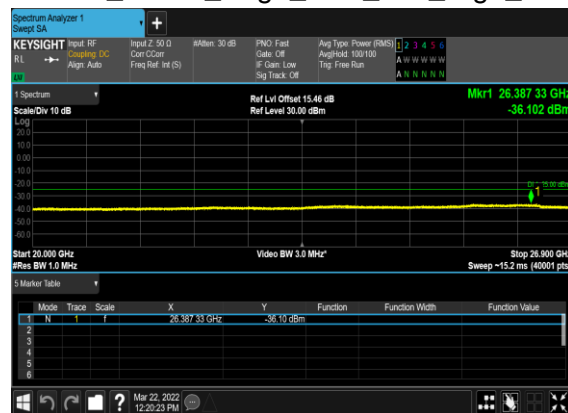 Spectrum Analyzer 1
Swept SA
KEYSIGHT Input: RF Input Z: 50 Ω #Atten: 30 dB PNO: Fast Avg Type: Power (RMS) 1 2 3 4 5 6
RL Coupling: DC Corr CCorr Gate: Off Avg|Hold: 100/100 A W W W W W
Align: Auto Freq Ref: Int (S) IF Gain: Low Trig: Free Run
Sig Track: Off A N N N N N
1 Spectrum Ref Lvl Offset 15.46 dB Mkr1 26.387 33 GHz
Scale/Div 10 dB Ref Level 30.00 dBm -36.102 dBm
Log
20.0
10.0
0.00
-10.0
-20.0
-30.0
-40.0
-50.0
-60.0
1
Start 20.000 GHz Video BW 3.0 MHz* Stop 26.900 GHz
#Res BW 1.0 MHz Sweep ~15.2 ms (40001 pts)
5 Marker Table
Mode Trace Scale X Y Function Function Width Function Value
1 N 1 f 26.387 33 GHz -36.10 dBm
2
3
4
5
6
Mar 22, 2022
12:20:23 PM